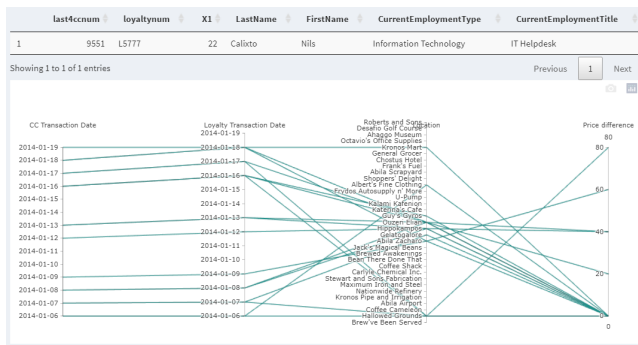 last4ccnum loyaltynum X1 LastName FirstName CurrentEmploymentType CurrentEmploymentTitle
1 9551 L5777 22 Calixto Nils Information Technology IT Helpdesk
Showing 1 to 1 of 1 entries Previous 1 Next
CC Transaction Date Loyalty Transaction Date Location Price difference
2014-01-19
2014-01-18
2014-01-17
2014-01-16
2014-01-15
2014-01-14
2014-01-13
2014-01-12
2014-01-11
2014-01-10
2014-01-09
2014-01-08
2014-01-07
2014-01-06
2014-01-19
2014-01-18
2014-01-17
2014-01-16
2014-01-15
2014-01-14
2014-01-13
2014-01-12
2014-01-11
2014-01-10
2014-01-09
2014-01-08
2014-01-07
2014-01-06
Roberts and Sons
Desafio Golf Course
Ahaggo Museum
Octavio's Office Supplies
Kronos Mart
General Grocer
Chostus Hotel
Frank's Fuel
Abila Scrapyard
Shoppers' Delight
Albert's Fine Clothing
Frydos Autosupply n' More
U-Pump
Kalami Kafenion
Katerina's Cafe
Guy's Gyros
Ouzeri Elian
Hippokampos
Gelatogalore
Abila Zacharo
Jack's Magical Beans
Brewed Awakenings
Bean There Done That
Coffee Shack
Carlyle Chemical Inc.
Stewart and Sons Fabrication
Maximum Iron and Steel
Nationwide Refinery
Kronos Pipe and Irrigation
Abila Airport
Coffee Cameleon
Hallowed Grounds
Brew've Been Served
80
80
60
40
20
0
0